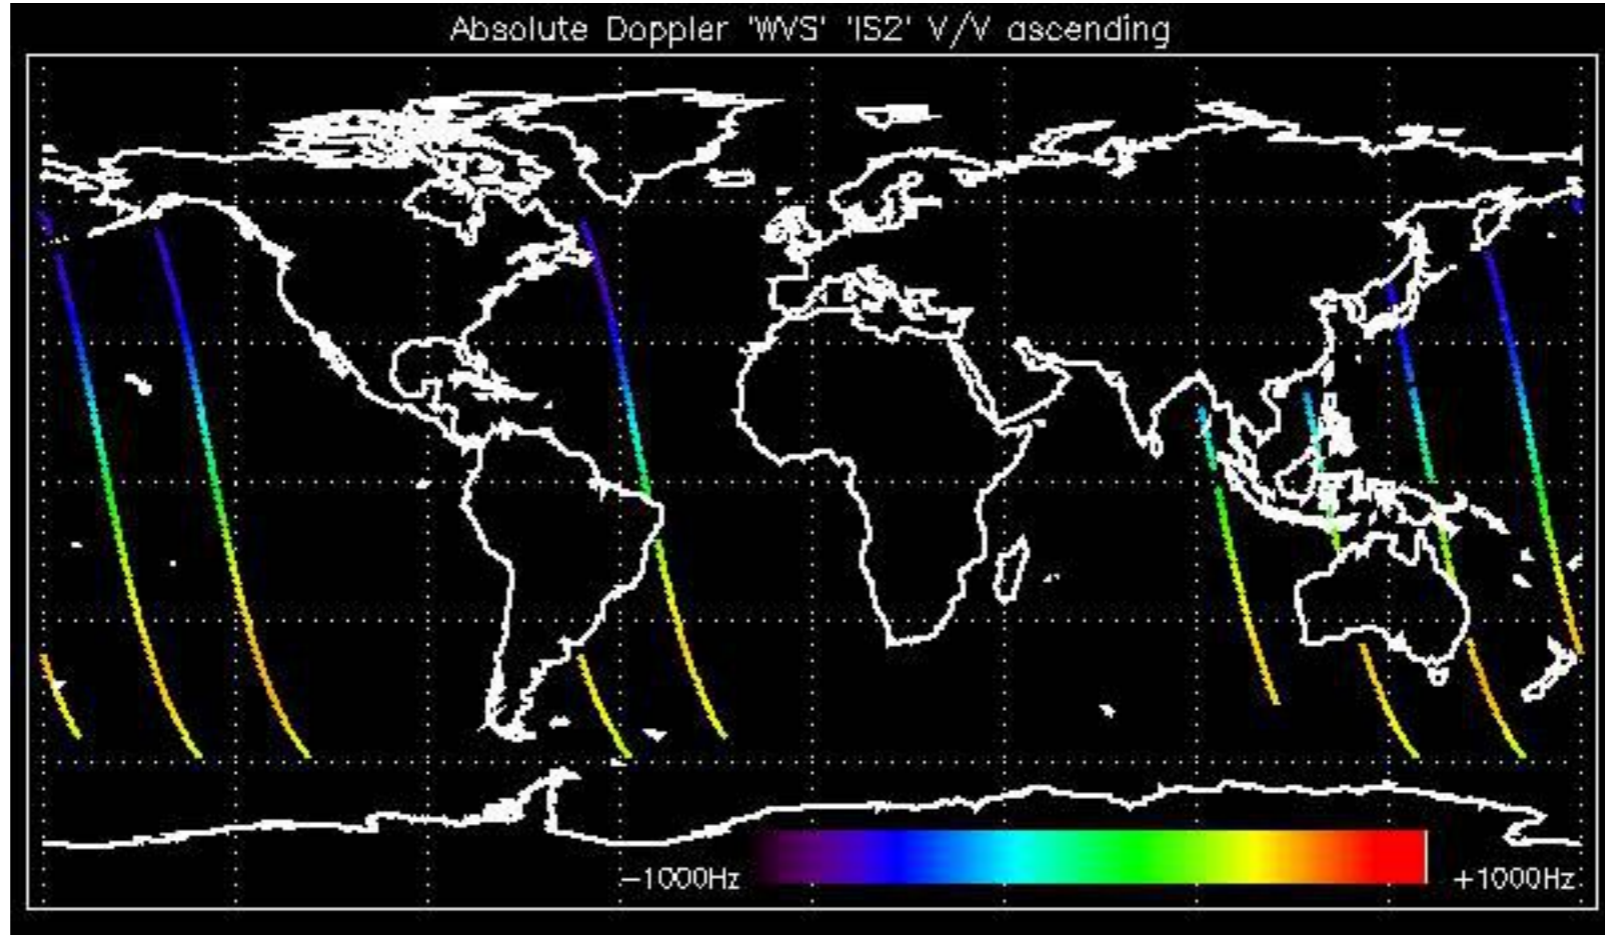 Absolute Doppler 'WVS' 'IS2' V/V ascending
-1000Hz +1000Hz